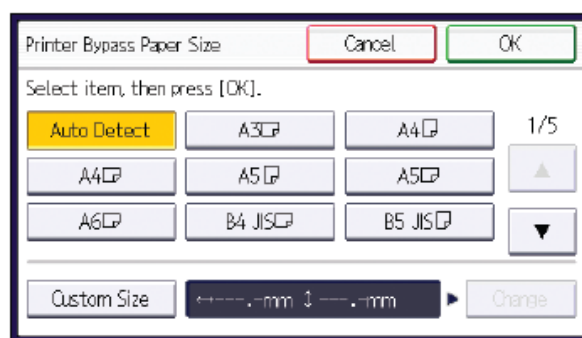 Printer Bypass Paper Size Cancel OK
Select item, then press [OK].
Auto Detect A3 A4 1/5
A4 A5 A5
A6 B4 JIS B5 JIS
Custom Size ↔---.-mm ↕---.-mm Change